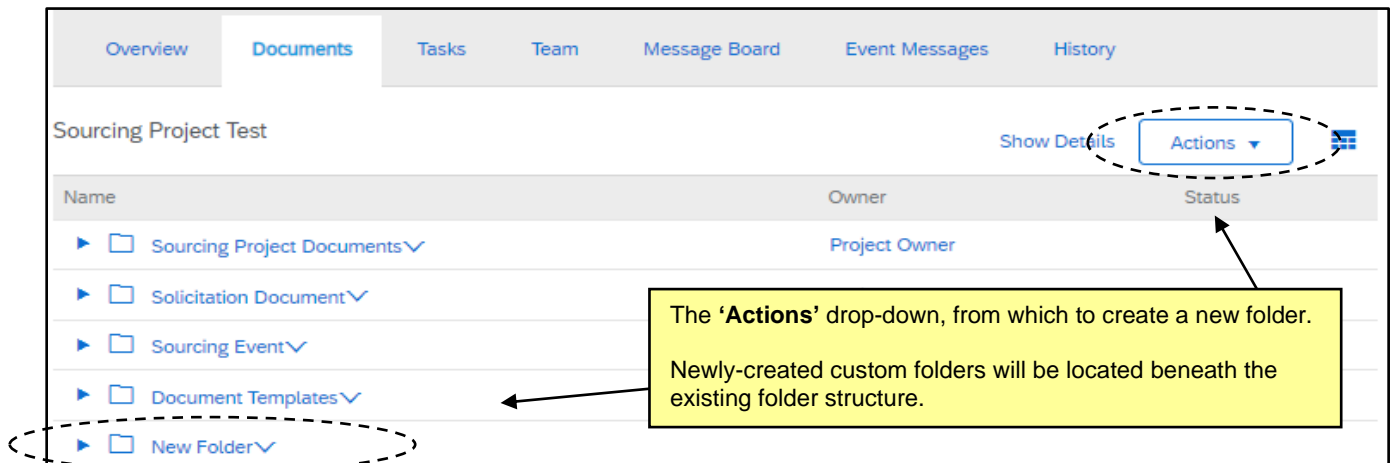 Overview Documents Tasks Team Message Board Event Messages History
Sourcing Project Test Show Details Actions
Name Owner Status
Sourcing Project Documents Project Owner
Solicitation Document
Sourcing Event
Document Templates
New Folder
The ‘Actions’ drop-down, from which to create a new folder.
Newly-created custom folders will be located beneath the
existing folder structure.